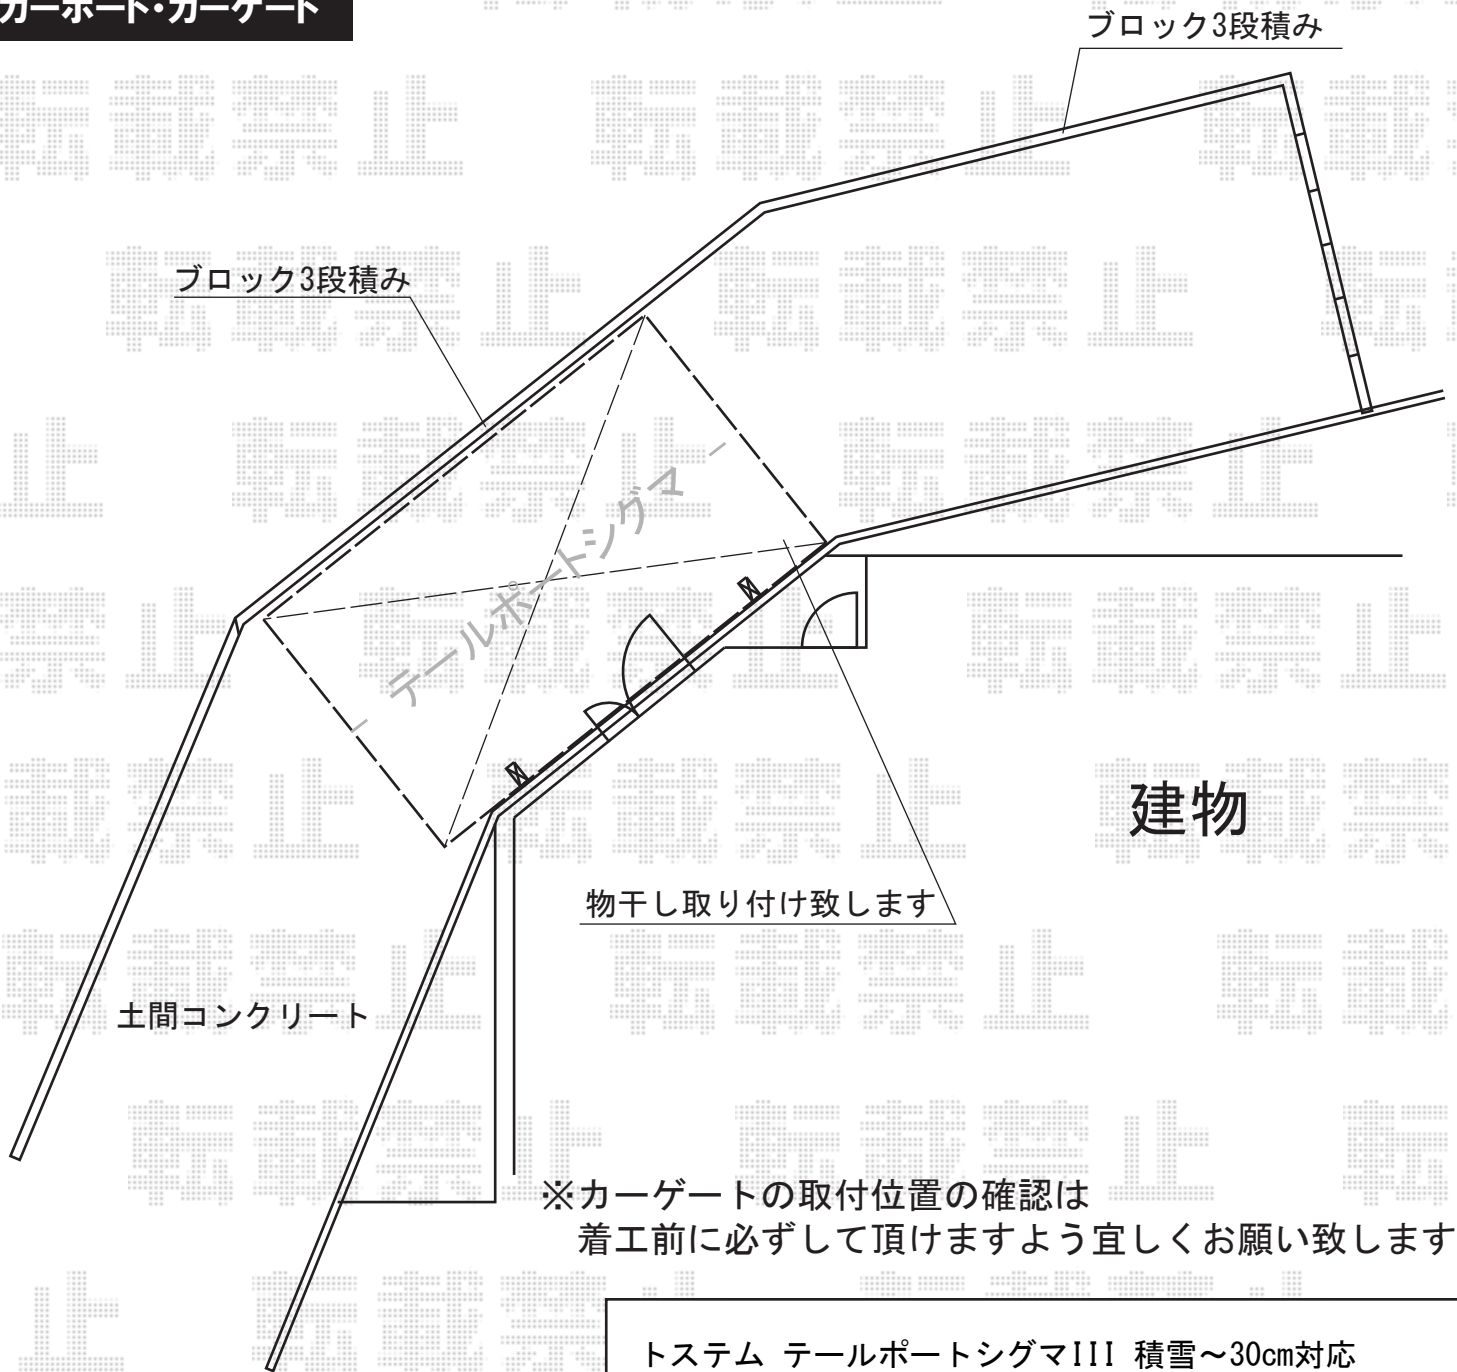 カーポート・カーゲート
ブロック3段積み
ブロック3段積み
テールポートシグマ
建物
物干し取り付け致します
土間コンクリート
※カーゲートの取付位置の確認は
着工前に必ずして頂けますよう宜しくお願い致します
トステム テールポートシグマIII 積雪～30cm対応
転載禁止